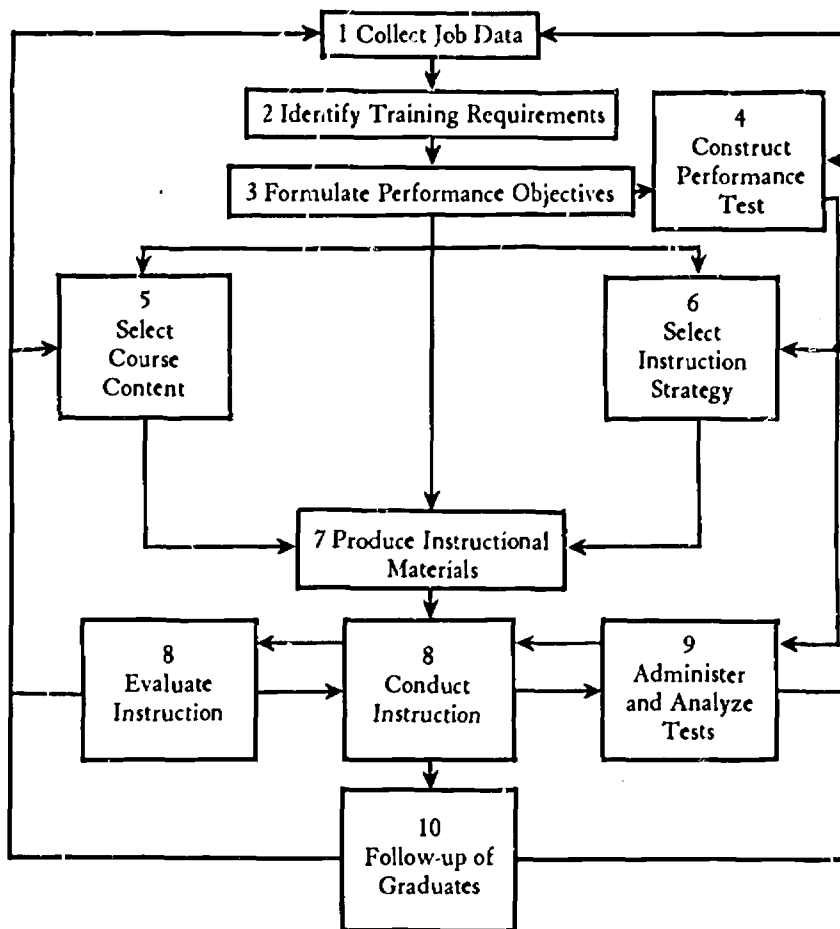 1 Collect Job Data
2 Identify Training Requirements
3 Formulate Performance Objectives
4
Construct
Performance
Test
5
Select
Course
Content
6
Select
Instruction
Strategy
7 Produce Instructional
Materials
8
Evaluate
Instruction
8
Conduct
Instruction
9
Administer
and Analyze
Tests
10
Follow-up of
Graduates